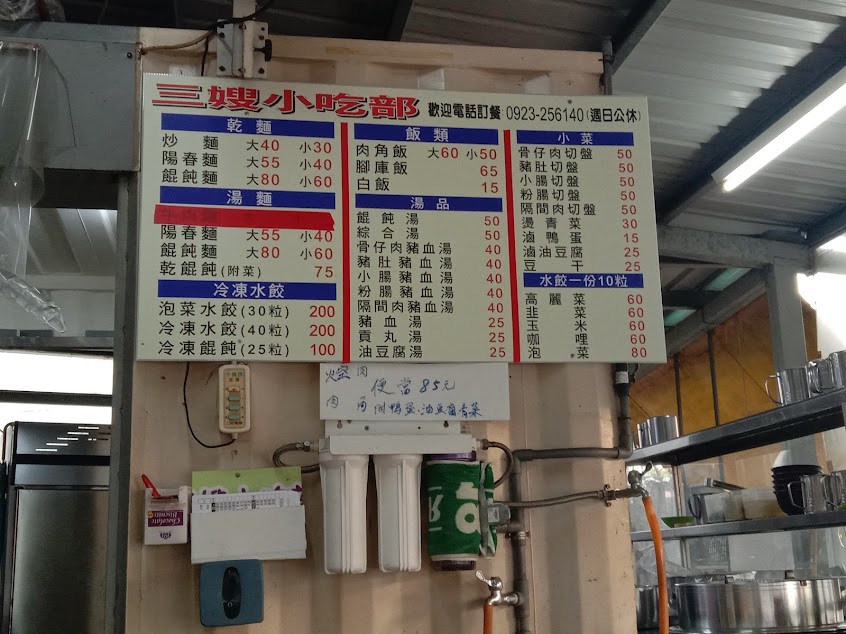 三嫂小吃部 歡迎電話訂餐 0923-256140(週日公休)
乾麵
炒麵 大40 小30
陽春麵 大55 小40
餛飩麵 大80 小60
湯麵
陽春麵 大55 小40
餛飩麵 大80 小60
乾餛飩(附菜) 75
冷凍水餃
泡菜水餃(30粒) 200
冷凍水餃(40粒) 200
冷凍餛飩(25粒) 100
飯類
肉角飯 大60 小50
腳庫飯 65
白飯 15
湯品
餛飩湯 50
綜合湯 50
骨仔肉豬血湯 40
豬肚豬血湯 40
小腸豬血湯 40
粉腸豬血湯 40
隔間肉豬血湯 40
豬血湯 25
貢丸湯 25
油豆腐湯 25
小菜
骨仔肉切盤 50
豬肚切盤 50
小腸切盤 50
粉腸切盤 50
隔間肉切盤 50
燙青菜 30
滷鴨蛋 15
滷油豆腐 25
豆干 25
水餃一份10粒
高麗菜 60
韭菜 60
玉米 60
咖哩 60
泡菜 80
肉
便當85元
肉角 附鴨蛋、油豆腐青菜
Chocolate